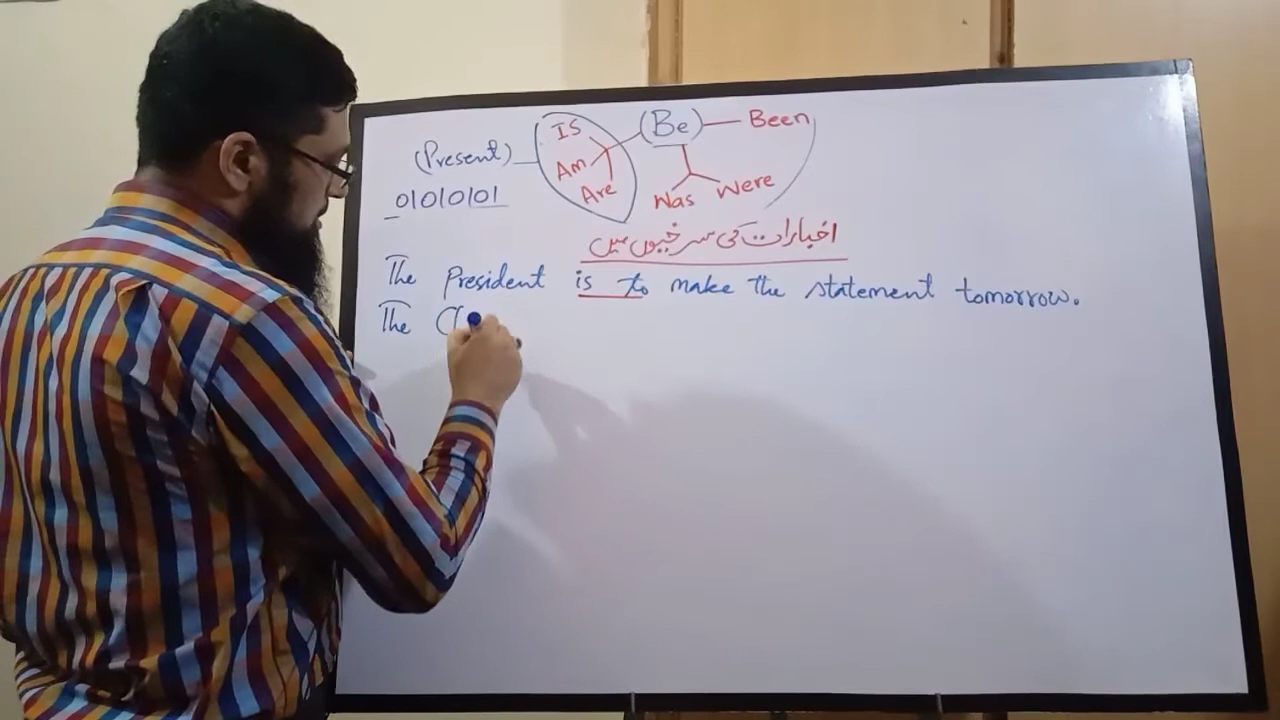 (Present) IS Am Are (Be) Been
Was Were
01010101
اخبارات کی سرخیوں میں
The President is to make the statement tomorrow.
The